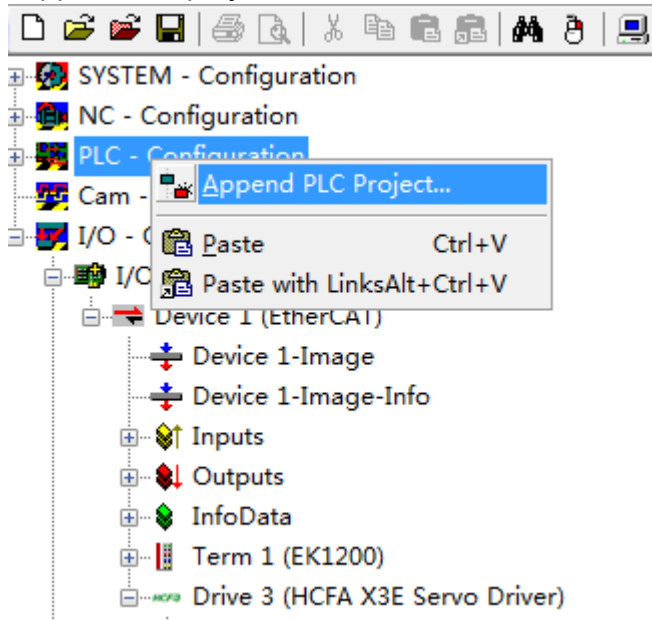 SYSTEM - Configuration
NC - Configuration
PLC - Configuration
Append PLC Project...
Cam -
Paste Ctrl+V
I/O - 
Paste with LinksAlt+Ctrl+V
I/O
Device 1 (EtherCAT)
Device 1-Image
Device 1-Image-Info
Inputs
Outputs
InfoData
Term 1 (EK1200)
HCFA Drive 3 (HCFA X3E Servo Driver)